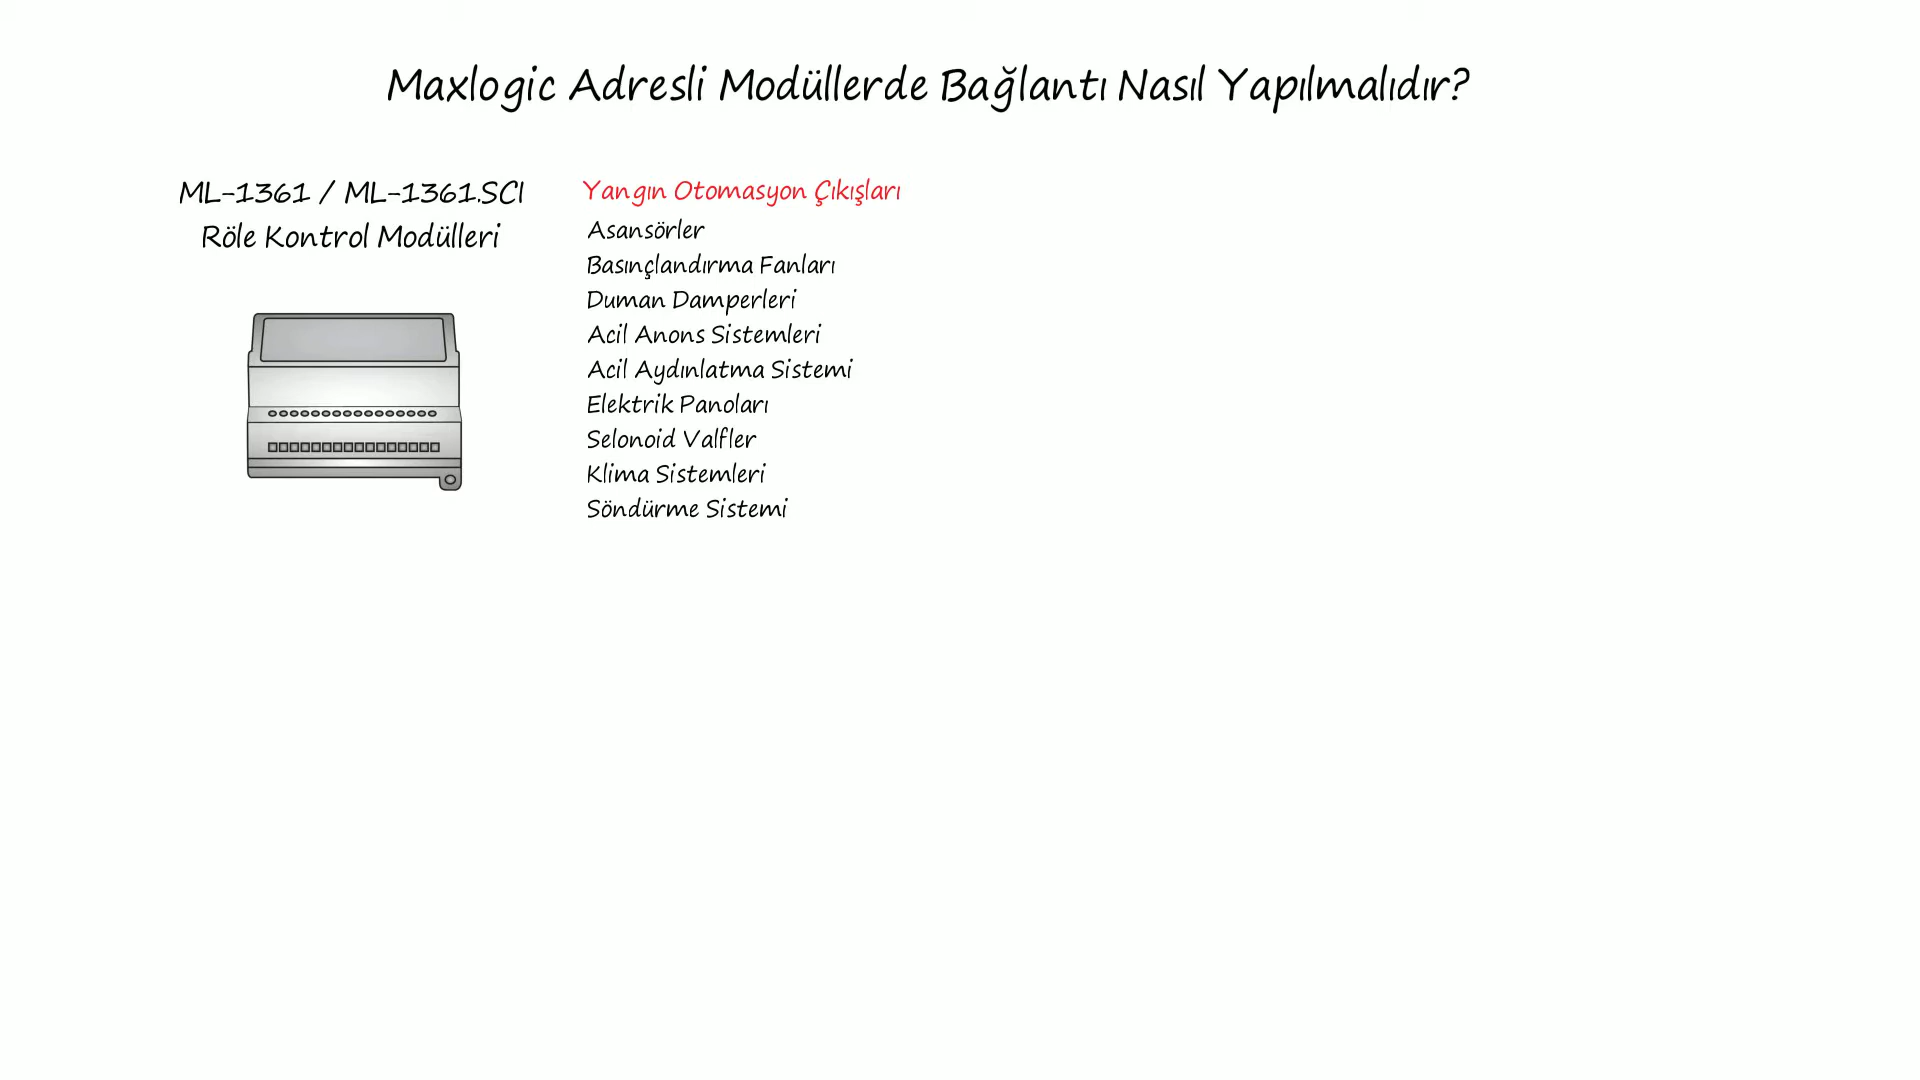 Maxlogic Adresli Modüllerde Bağlantı Nasıl Yapılmalıdır?
ML-1361 / ML-1361.SCI
Röle Kontrol Modülleri
Yangın Otomasyon Çıkışları
Asansörler
Basınçlandırma Fanları
Duman Damperleri
Acil Anons Sistemleri
Acil Aydınlatma Sistemi
Elektrik Panoları
Selonoid Valfler
Klima Sistemleri
Söndürme Sistemi